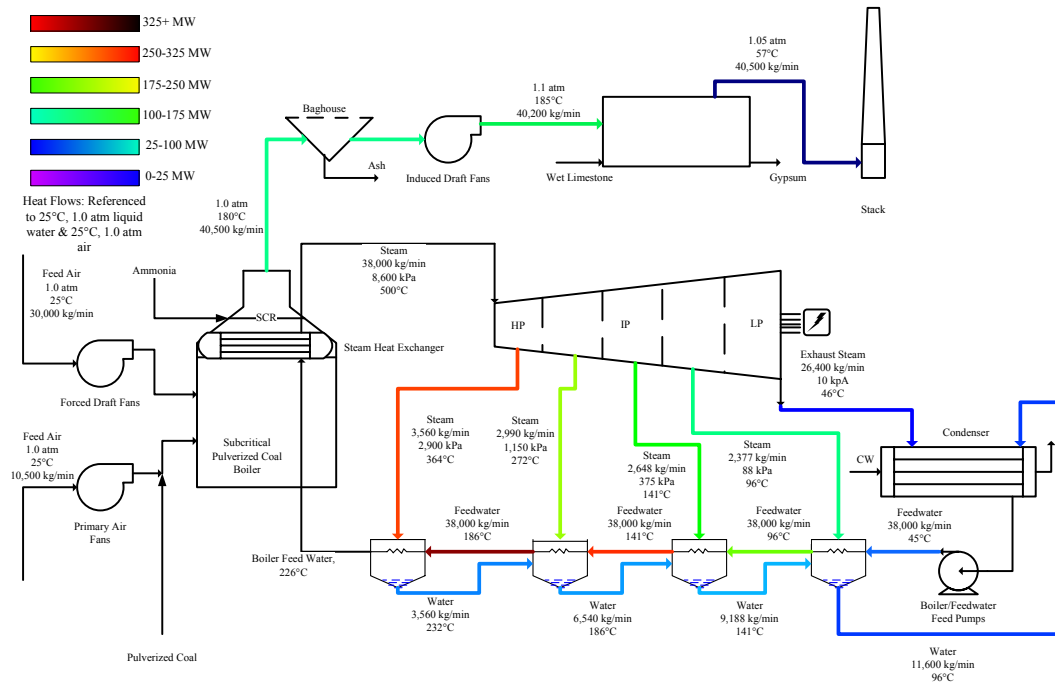 325+ MW
250-325 MW
175-250 MW
100-175 MW
25-100 MW
0-25 MW
Heat Flows: Referenced
to 25°C, 1.0 atm liquid
water & 25°C, 1.0 atm
air
Feed Air
1.0 atm
25°C
30,000 kg/min
Forced Draft Fans
Feed Air
1.0 atm
25°C
10,500 kg/min
Primary Air
Fans
Pulverized Coal
Ammonia
SCR
Steam Heat Exchanger
Subcritical
Pulverized Coal
Boiler
1.0 atm
180°C
40,500 kg/min
Baghouse
Ash
Induced Draft Fans
1.1 atm
185°C
40,200 kg/min
Wet Limestone
Gypsum
1.05 atm
57°C
40,500 kg/min
Stack
Steam
38,000 kg/min
8,600 kPa
500°C
HP
IP
LP
Exhaust Steam
26,400 kg/min
10 kpA
46°C
Condenser
CW
Steam
3,560 kg/min
2,900 kPa
364°C
Steam
2,990 kg/min
1,150 kPa
272°C
Steam
2,648 kg/min
375 kPa
141°C
Steam
2,377 kg/min
88 kPa
96°C
Boiler Feed Water,
226°C
Feedwater
38,000 kg/min
186°C
Feedwater
38,000 kg/min
141°C
Feedwater
38,000 kg/min
96°C
Feedwater
38,000 kg/min
45°C
Boiler/Feedwater
Feed Pumps
Water
3,560 kg/min
232°C
Water
6,540 kg/min
186°C
Water
9,188 kg/min
141°C
Water
11,600 kg/min
96°C